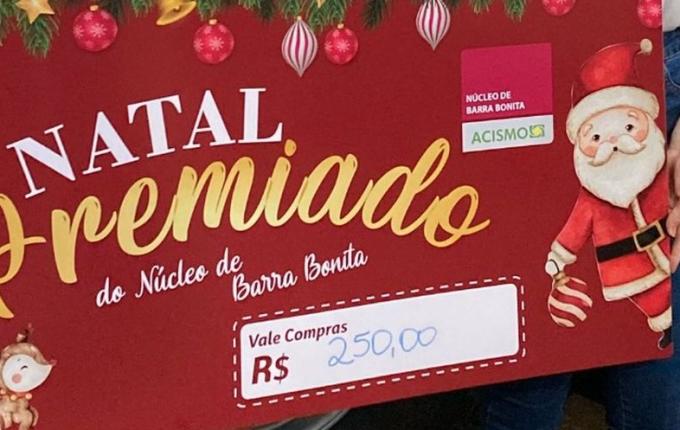 NATAL
Premiado
do Núcleo de
Barra Bonita
NÚCLEO DE
BARRA BONITA
ACISMO
Vale Compras
R$ 250,00